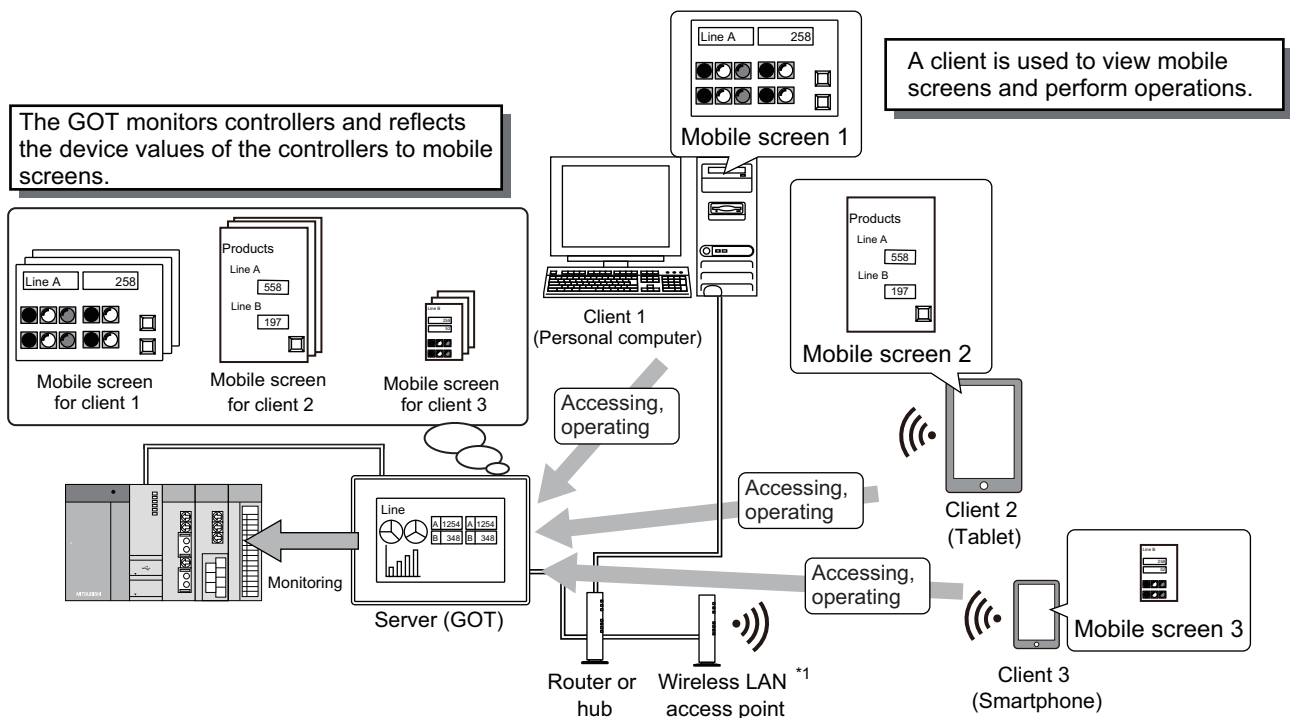 Line A 258
Mobile screen 1
A client is used to view mobile
screens and perform operations.
The GOT monitors controllers and reflects
the device values of the controllers to mobile
screens.
Line A 258
Mobile screen
for client 1
Products
Line A
558
Line B
197
Mobile screen
for client 2
Line B
258
Mobile screen
for client 3
Client 1
(Personal computer)
Products
Line A
558
Line B
197
Mobile screen 2
Accessing,
operating
Accessing,
operating
Client 2
(Tablet)
MITSUBISHI
Monitoring
Line
A 1254 A 1254
B 348 B 348
Server (GOT)
Accessing,
operating
Line B
258
Mobile screen 3
Client 3
(Smartphone)
Router or
hub
Wireless LAN *1
access point